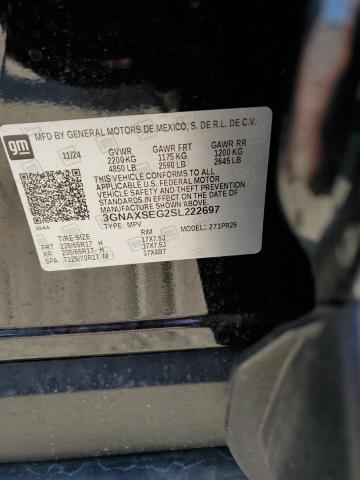 gm
MFD BY GENERAL MOTORS DE MEXICO, S. DE R.L. DE C.V.
11/24 GVWR GAWR FRT GAWR RR
2200 KG 1175 KG 1200 KG
4850 LB 2590 LB 2645 LB
THIS VEHICLE CONFORMS TO ALL APPLICABLE U.S. FEDERAL MOTOR VEHICLE SAFETY AND THEFT PREVENTION STANDARDS IN EFFECT ON THE DATE OF MANUFACTURE SHOWN ABOVE.
3GNAXSEG2SL222697
TYPE: MPV MODEL: 271PR26
TIRE SIZE RIM
FRT 235/65R17 H 17X7.5J
RR 235/65R17 H 17X7.5J
SPA T125/70R17 M 17X4BT